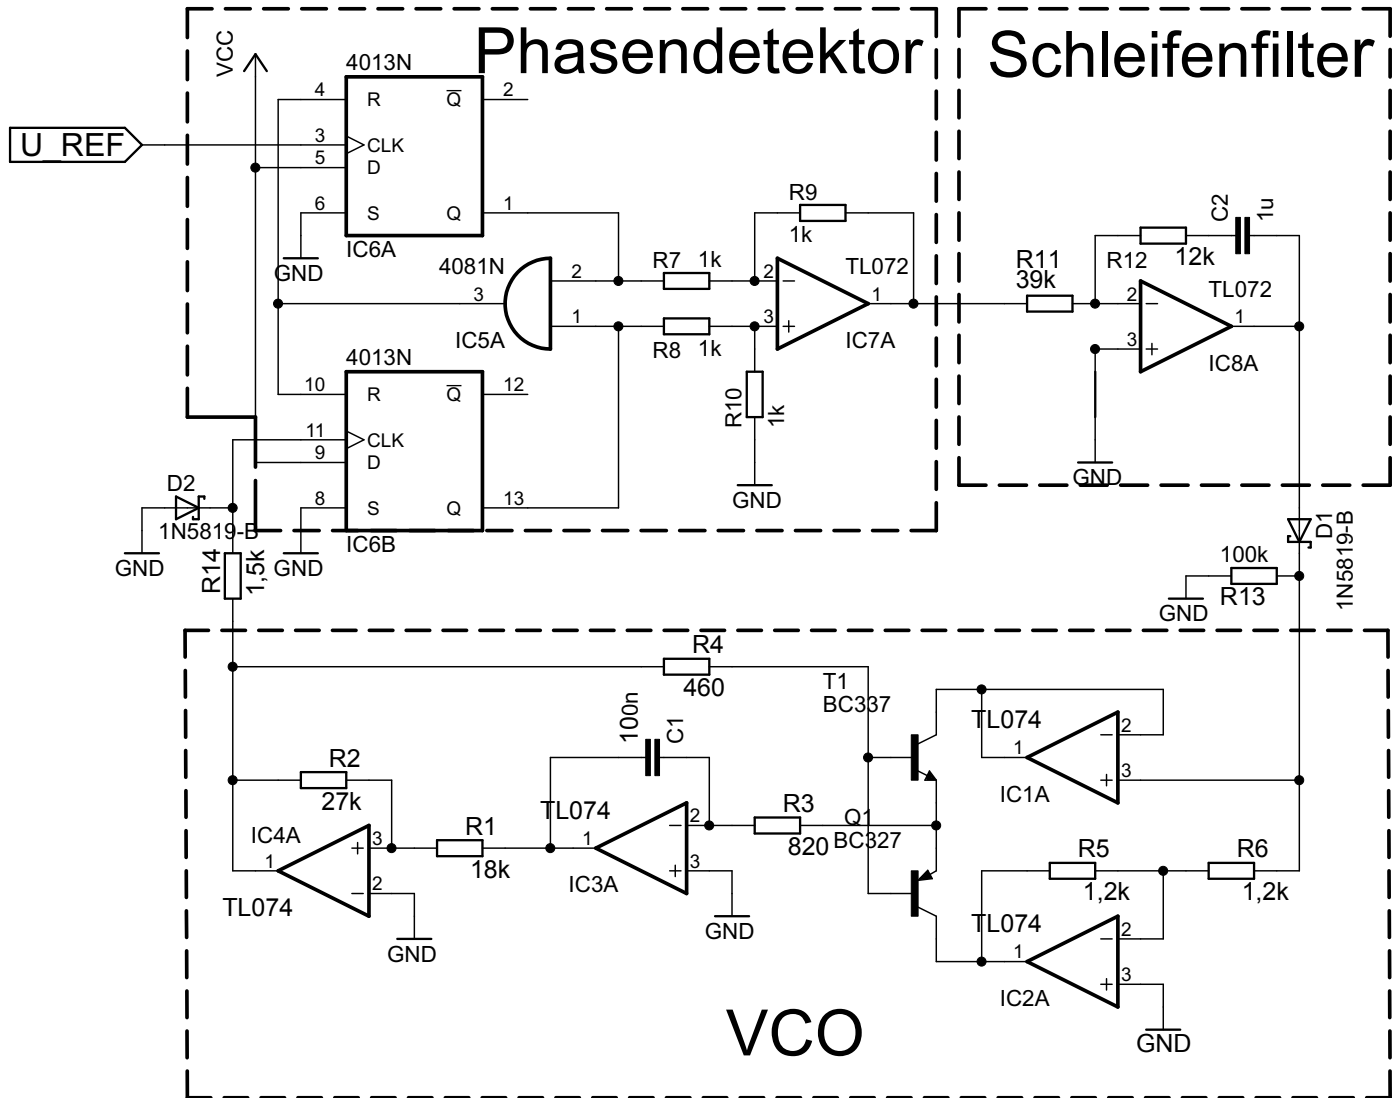 Phasendetektor
Schleifenfilter
VCC
U_REF
4013N
4 R Q 2
3 CLK
5 D
6 S Q 1
IC6A
GND
4081N
2
3
1
IC5A
R7 1k
R8 1k
R9
1k
R10 1k
GND
TL072
2 −
3 +
1
IC7A
4013N
10 R Q 12
11 CLK
9 D
8 S Q 13
IC6B
GND
D2
1N5819-B
GND
R14
1,5k
R11
39k
R12
12k
C2
1u
TL072
2 −
3 +
1
IC8A
GND
D1
1N5819-B
100k
R13
GND
R4
460
T1
BC337
TL074
2 −
3 +
1
IC1A
100n
C1
R2
27k
TL074
2 −
3 +
1
IC3A
GND
R3
820
Q1
BC327
IC4A
3 +
2 −
1
TL074
GND
R1
18k
R5
1,2k
R6
1,2k
TL074
2 −
3 +
1
IC2A
GND
VCO